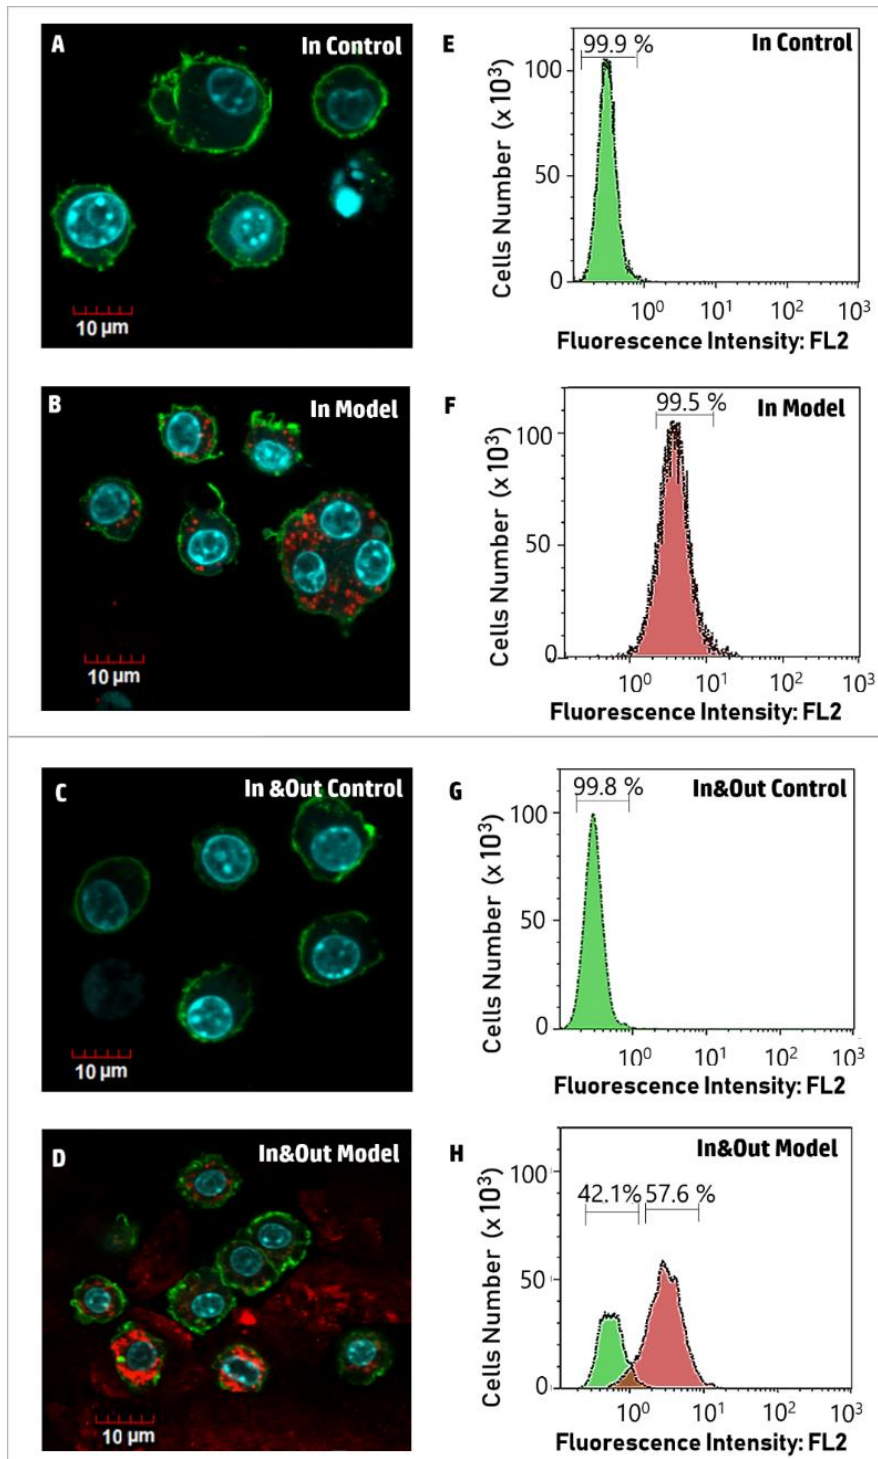 A
In Control
10 µm
E
In Control
99.9 %
100
50
0
10⁰
10¹
10²
10³
Cells Number (x 10³)
Fluorescence Intensity: FL2
B
In Model
10 µm
F
In Model
99.5 %
100
50
0
10⁰
10¹
10²
10³
Cells Number (x 10³)
Fluorescence Intensity: FL2
C
In &Out Control
10 µm
G
In&Out Control
99.8 %
100
50
0
10⁰
10¹
10²
10³
Cells Number (x 10³)
Fluorescence Intensity: FL2
D
In&Out Model
10 µm
H
In&Out Model
42.1% 57.6 %
100
50
0
10⁰
10¹
10²
10³
Cells Number (x 10³)
Fluorescence Intensity: FL2